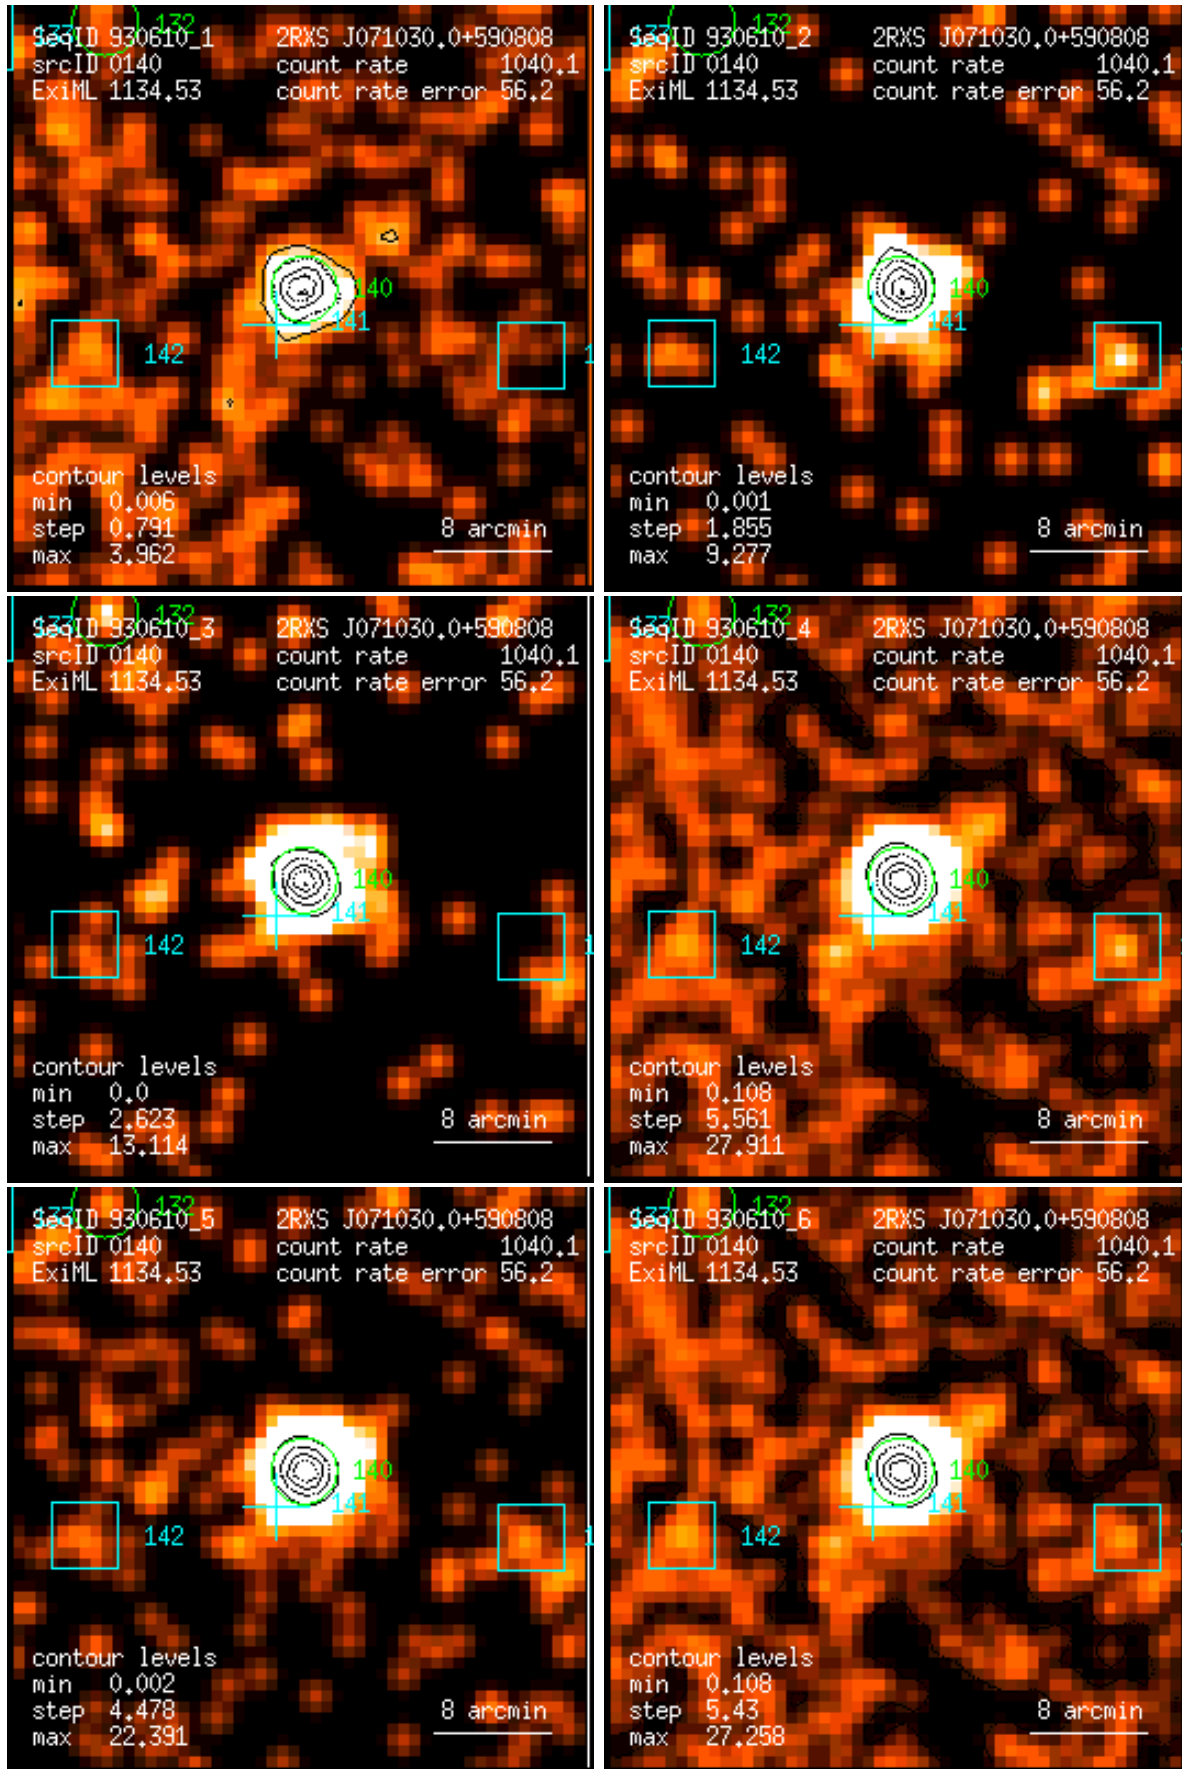 132
SeqID 930610_1 2RXS J071030.0+590808
srcID 0140 count rate 1040.1
ExiML 1134.53 count rate error 56.2
140
141
142
contour levels
min 0.006
step 0.791 8 arcmin
max 3.962
132
SeqID 930610_2 2RXS J071030.0+590808
srcID 0140 count rate 1040.1
ExiML 1134.53 count rate error 56.2
140
141
142
contour levels
min 0.001
step 1.855 8 arcmin
max 9.277
132
SeqID 930610_3 2RXS J071030.0+590808
srcID 0140 count rate 1040.1
ExiML 1134.53 count rate error 56.2
140
141
142
contour levels
min 0.0
step 2.623 8 arcmin
max 13.114
132
SeqID 930610_4 2RXS J071030.0+590808
srcID 0140 count rate 1040.1
ExiML 1134.53 count rate error 56.2
140
141
142
contour levels
min 0.108
step 5.561 8 arcmin
max 27.911
132
SeqID 930610_5 2RXS J071030.0+590808
srcID 0140 count rate 1040.1
ExiML 1134.53 count rate error 56.2
140
141
142
contour levels
min 0.002
step 4.478 8 arcmin
max 22.391
132
SeqID 930610_6 2RXS J071030.0+590808
srcID 0140 count rate 1040.1
ExiML 1134.53 count rate error 56.2
140
141
142
contour levels
min 0.108
step 5.43 8 arcmin
max 27.258